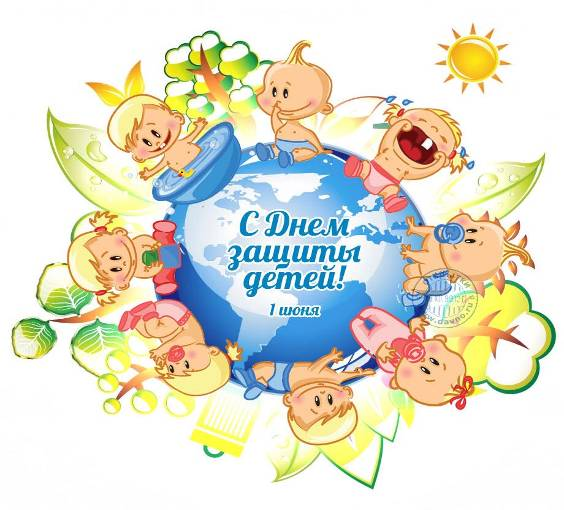 С Днем
защиты
детей!
1 июня